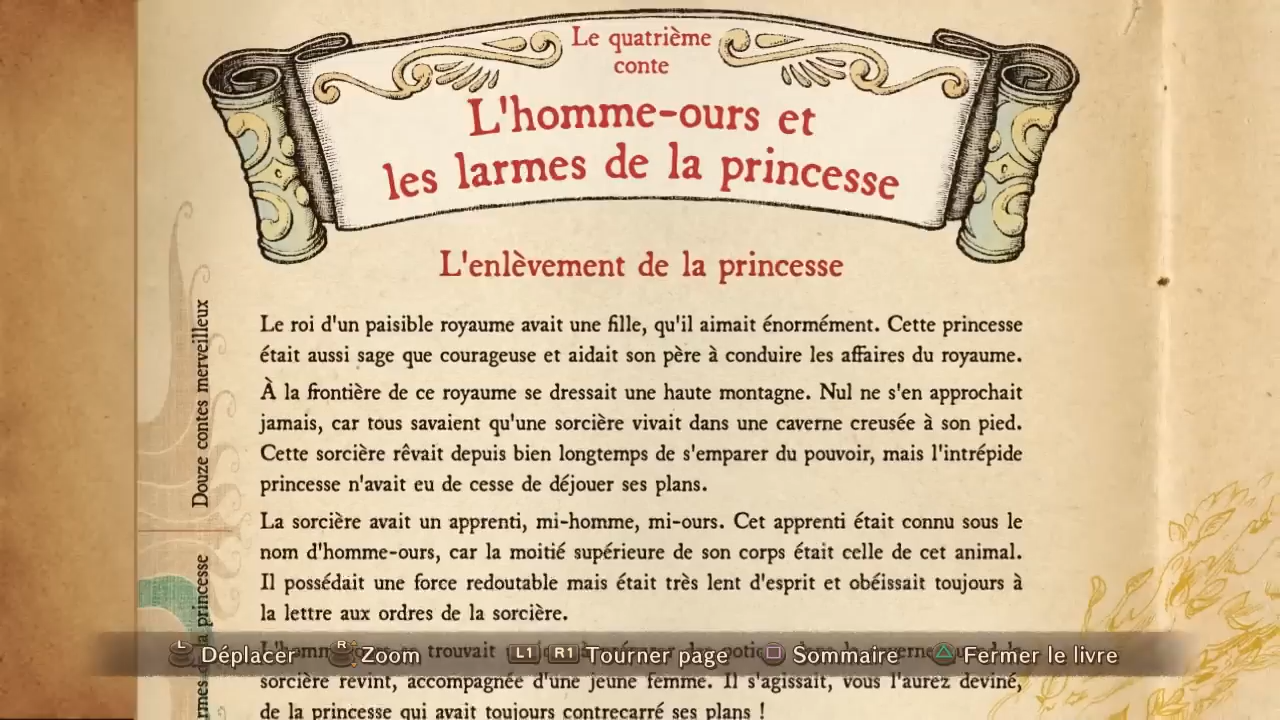 Le quatrième
conte
L'homme-ours et
les larmes de la princesse
L'enlèvement de la princesse
Le roi d'un paisible royaume avait une fille, qu'il aimait énormément. Cette princesse
était aussi sage que courageuse et aidait son père à conduire les affaires du royaume.
À la frontière de ce royaume se dressait une haute montagne. Nul ne s'en approchait
jamais, car tous savaient qu'une sorcière vivait dans une caverne creusée à son pied.
Cette sorcière rêvait depuis bien longtemps de s'emparer du pouvoir, mais l'intrépide
princesse n'avait eu de cesse de déjouer ses plans.
La sorcière avait un apprenti, mi-homme, mi-ours. Cet apprenti était connu sous le
nom d'homme-ours, car la moitié supérieure de son corps était celle de cet animal.
Il possédait une force redoutable mais était très lent d'esprit et obéissait toujours à
la lettre aux ordres de la sorcière.
trouvait
sorcière revint, accompagnée d'une jeune femme. Il s'agissait, vous l'aurez deviné,
de la princesse qui avait toujours contrecarré ses plans !
Douze contes merveilleux
la princesse
L Déplacer R Zoom L1 R1 Tourner page Sommaire Fermer le livre